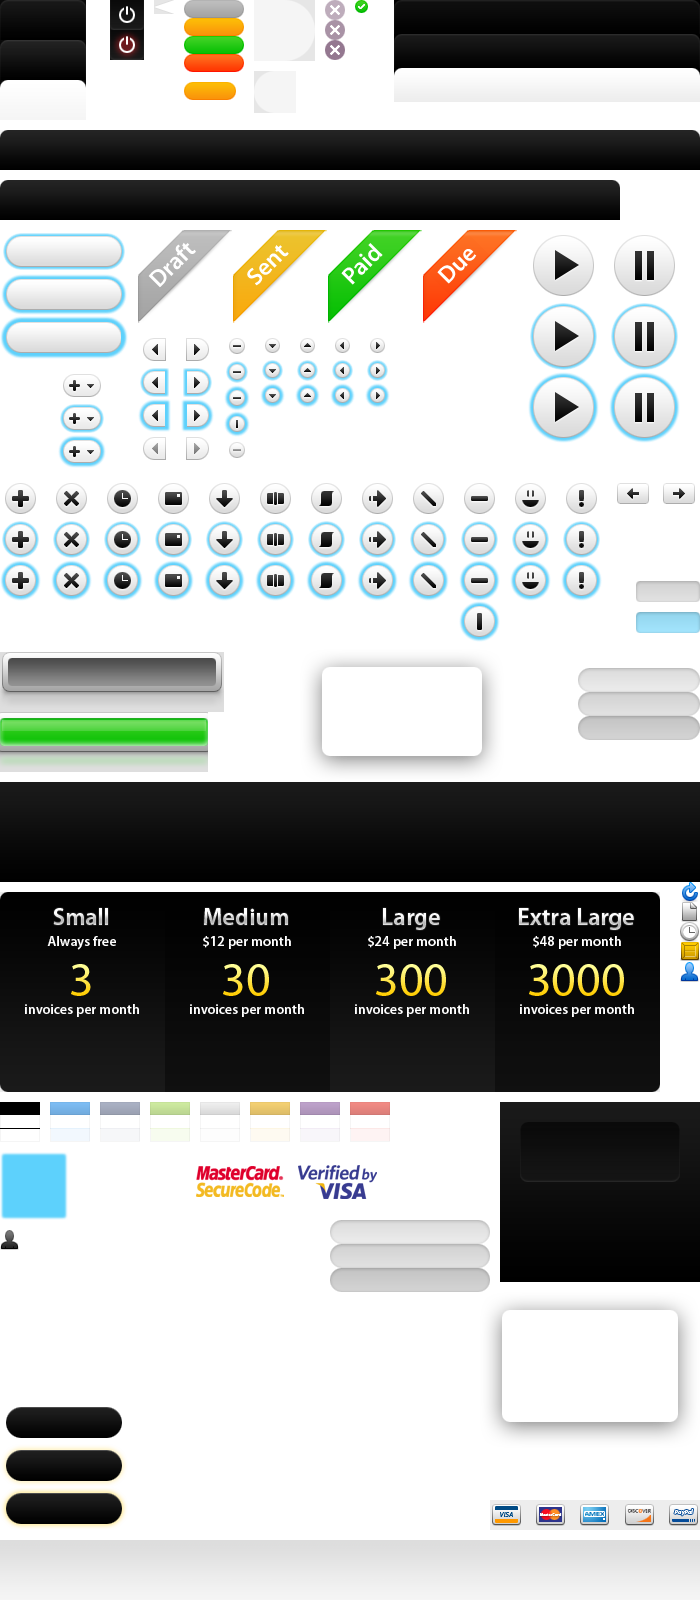 Draft
Sent
Paid
Due
Small
Always free
3
invoices per month
Medium
$12 per month
30
invoices per month
Large
$24 per month
300
invoices per month
Extra Large
$48 per month
3000
invoices per month
MasterCard.
SecureCode.
Verified by
VISA
VISA
MasterCard
AMEX
DISCOVER
PayPal